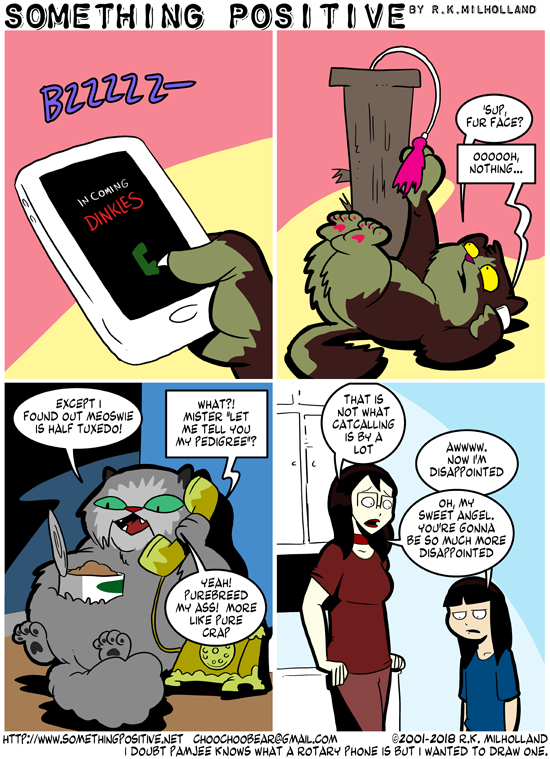 SOMETHING POSITIVE BY R.K.MILHOLLAND
BZZZZZ—
IN COMING
DINKIES
'SUP,
FUR FACE?
OOOOOH,
NOTHING...
EXCEPT I
FOUND OUT MEOSWIE
IS HALF TUXEDO!
WHAT?!
MISTER "LET
ME TELL YOU
MY PEDIGREE"?
YEAH!
PUREBREED
MY ASS! MORE
LIKE PURE
CRAP
THAT IS
NOT WHAT
CATCALLING
IS BY A
LOT
AWWWW.
NOW I'M
DISAPPOINTED
OH, MY
SWEET ANGEL.
YOU'RE GONNA
BE SO MUCH MORE
DISAPPOINTED
HTTP://WWW.SOMETHINGPOSITIVE.NET CHOOCHOOBEAR@GMAIL.COM ©2001-2018 R.K. MILHOLLAND
I DOUBT PAMJEE KNOWS WHAT A ROTARY PHONE IS BUT I WANTED TO DRAW ONE.